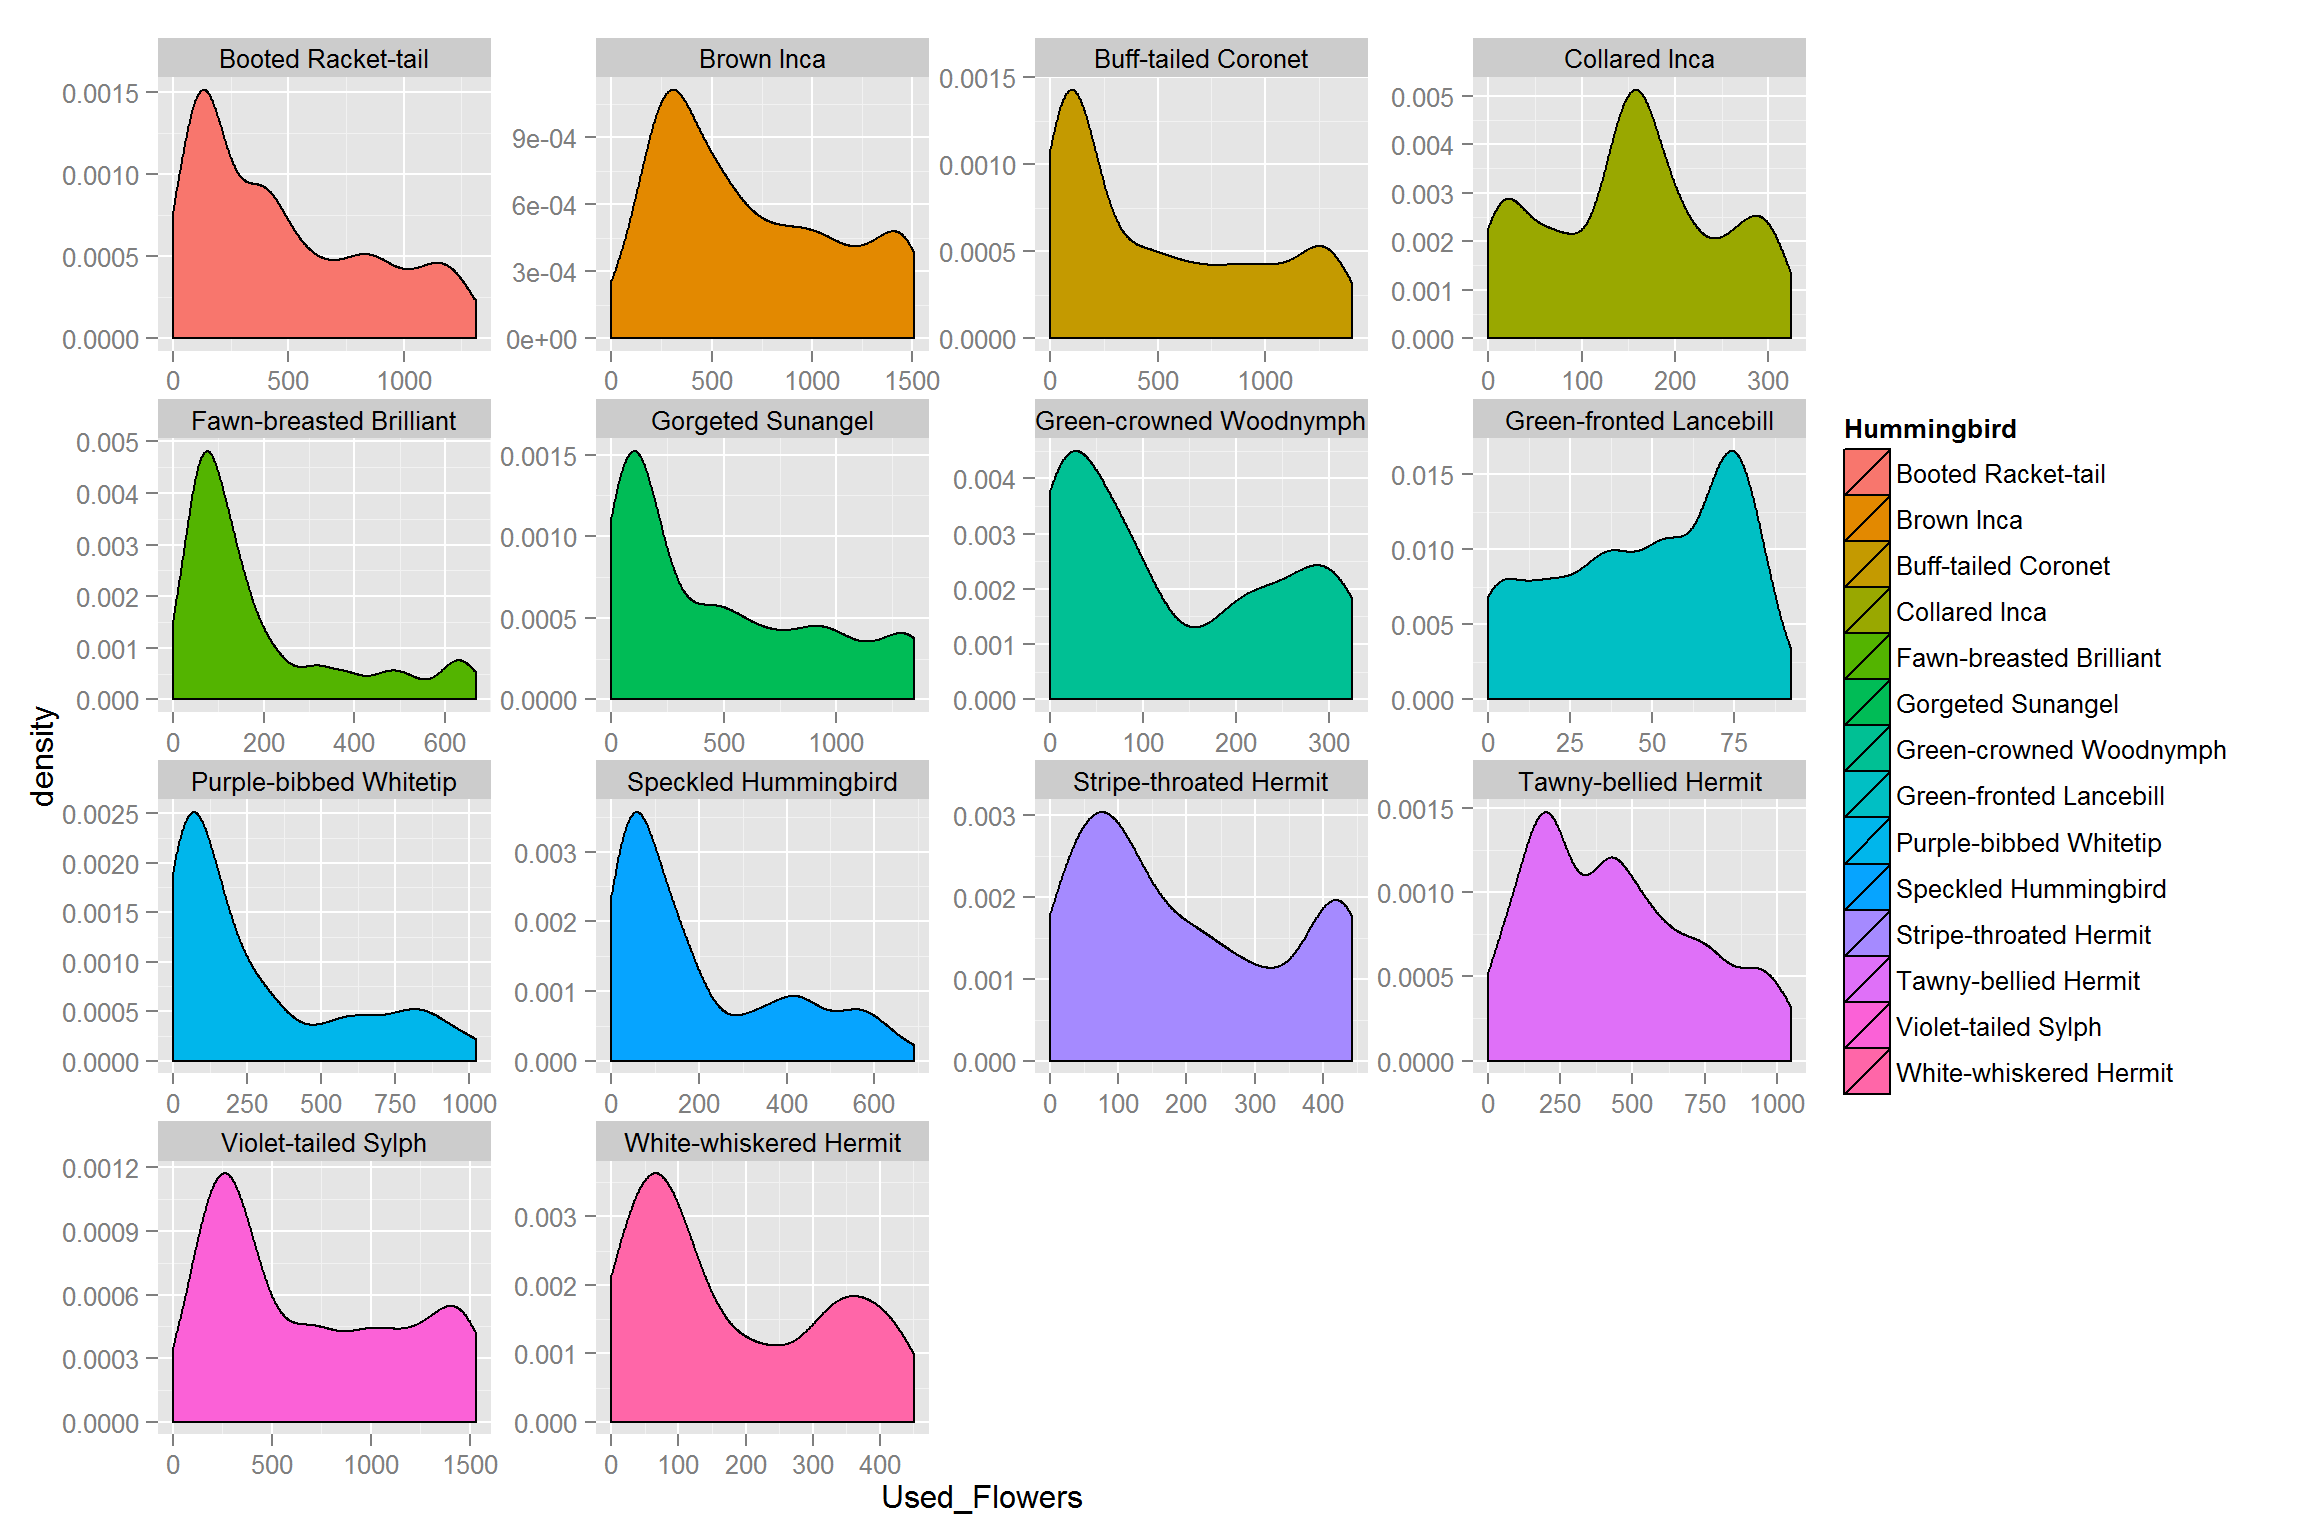 Booted Racket-tail
Brown Inca
Buff-tailed Coronet
Collared Inca
0.0015
0.0010
0.0005
0.0000
9e-04
6e-04
3e-04
0e+00
0.0015
0.0010
0.0005
0.0000
0.005
0.004
0.003
0.002
0.001
0.000
0 500 1000
0 500 1000 1500
0 500 1000
0 100 200 300
Fawn-breasted Brilliant
Gorgeted Sunangel
Green-crowned Woodnymph
Green-fronted Lancebill
0.005
0.004
0.003
0.002
0.001
0.000
0.0015
0.0010
0.0005
0.0000
0.004
0.003
0.002
0.001
0.000
0.015
0.010
0.005
0.000
0 200 400 600
0 500 1000
0 100 200 300
0 25 50 75
Purple-bibbed Whitetip
Speckled Hummingbird
Stripe-throated Hermit
Tawny-bellied Hermit
0.0025
0.0020
0.0015
0.0010
0.0005
0.0000
0.003
0.002
0.001
0.000
0.003
0.002
0.001
0.000
0.0015
0.0010
0.0005
0.0000
0 250 500 750 1000
0 200 400 600
0 100 200 300 400
0 250 500 750 1000
Violet-tailed Sylph
White-whiskered Hermit
0.0012
0.0009
0.0006
0.0003
0.0000
0.003
0.002
0.001
0.000
0 500 1000 1500
0 100 200 300 400
density
Used_Flowers
Hummingbird
Booted Racket-tail
Brown Inca
Buff-tailed Coronet
Collared Inca
Fawn-breasted Brilliant
Gorgeted Sunangel
Green-crowned Woodnymph
Green-fronted Lancebill
Purple-bibbed Whitetip
Speckled Hummingbird
Stripe-throated Hermit
Tawny-bellied Hermit
Violet-tailed Sylph
White-whiskered Hermit